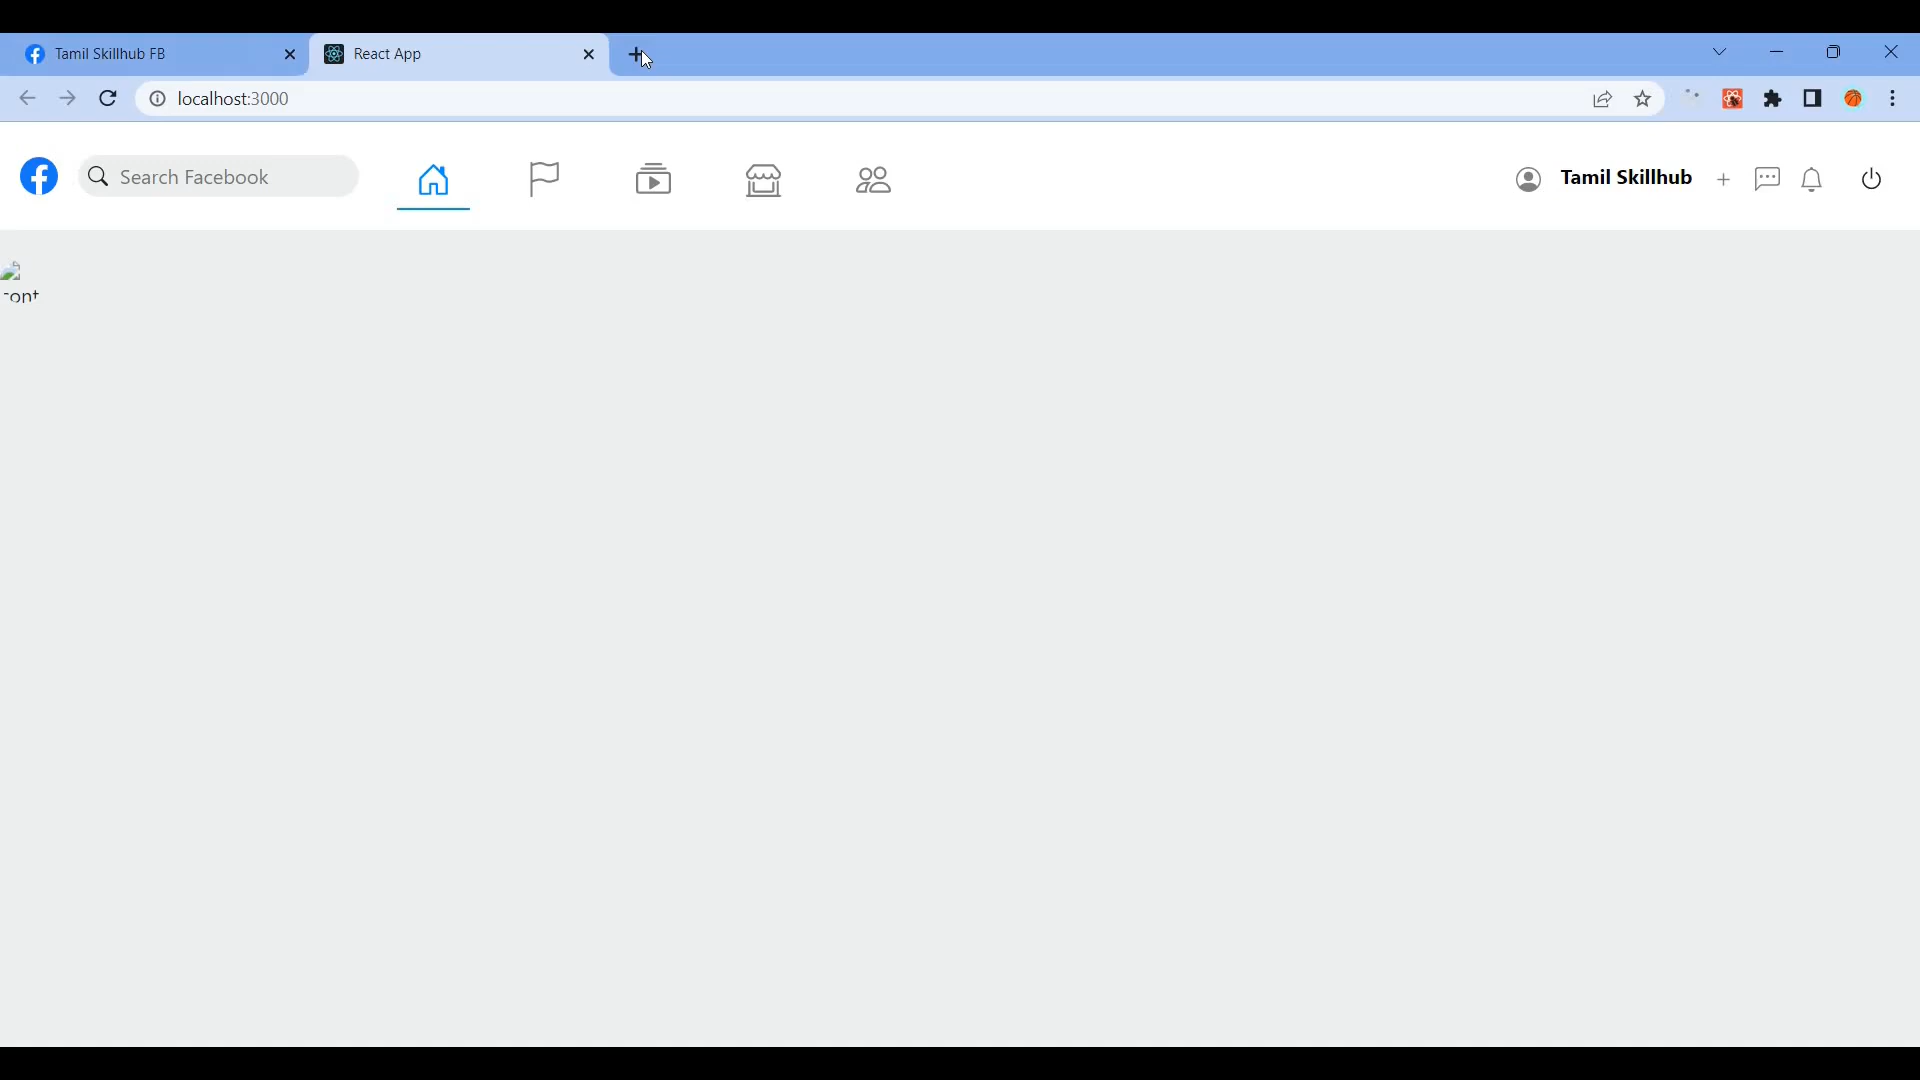 Tamil Skillhub FB
React App
localhost:3000
Search Facebook
Tamil Skillhub